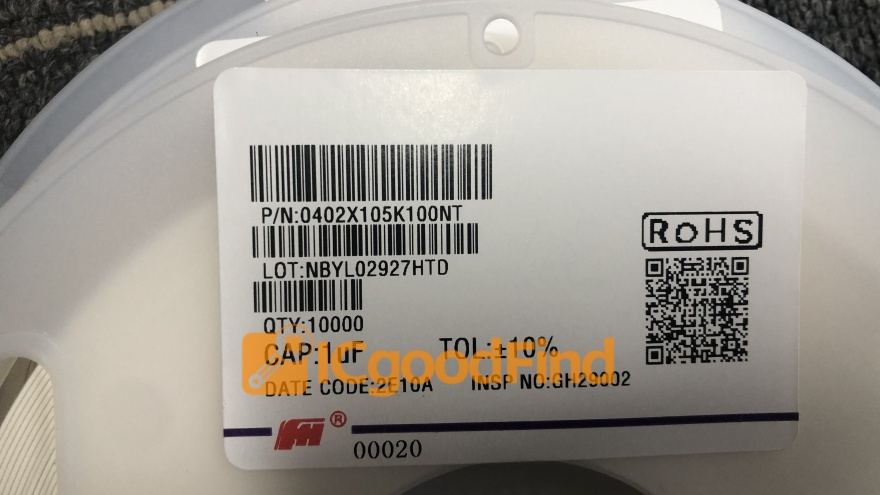 P/N:0402X105K100NT
LOT:NBYL02927HTD
RoHS
QTY:10000
CAP:1uF TOL:±10%
ICgoodFind
DATE CODE:2E10A INSP NO:GH29002
®
00020